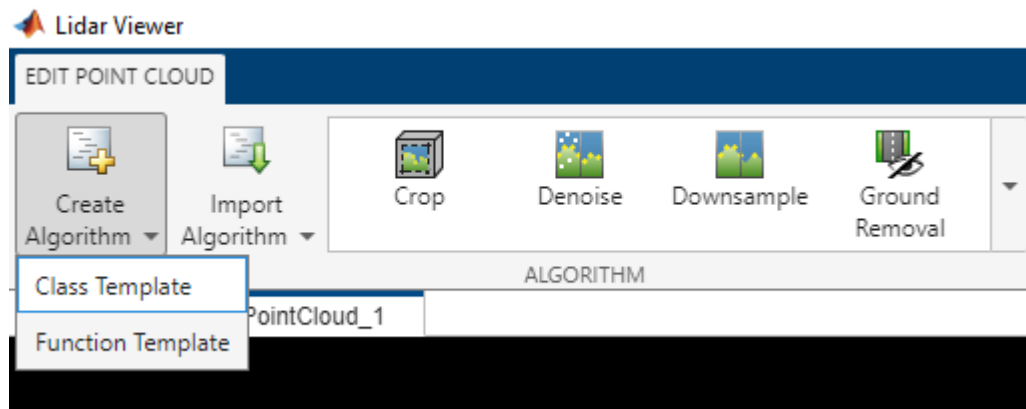 Lidar Viewer
EDIT POINT CLOUD
Create
Algorithm
Import
Algorithm
Crop
Denoise
Downsample
Ground
Removal
ALGORITHM
Class Template
Function Template
PointCloud_1